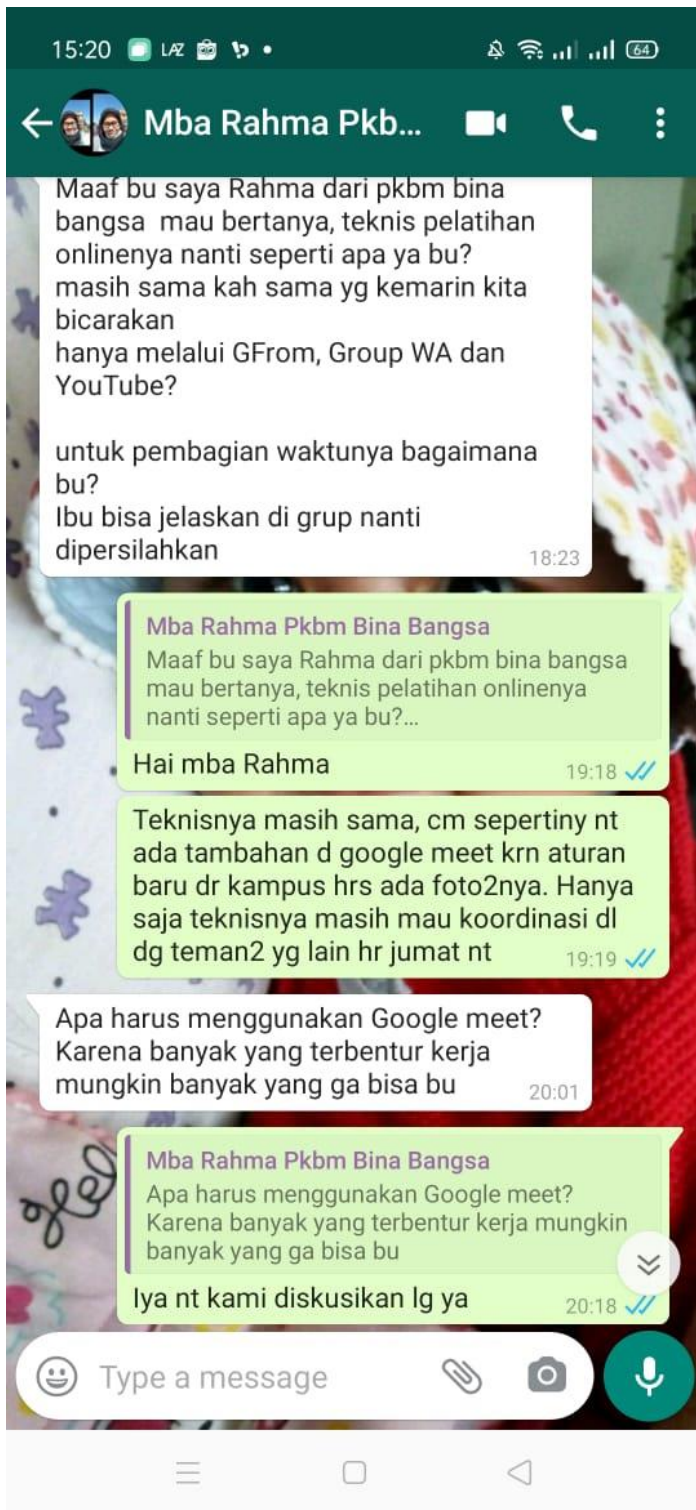 15:20 LAZ 64
Mba Rahma Pkb...
Maaf bu saya Rahma dari pkbm bina
bangsa  mau bertanya, teknis pelatihan
onlinenya nanti seperti apa ya bu?
masih sama kah sama yg kemarin kita
bicarakan
hanya melalui GFrom, Group WA dan
YouTube?
untuk pembagian waktunya bagaimana
bu?
Ibu bisa jelaskan di grup nanti
dipersilahkan
18:23
Mba Rahma Pkbm Bina Bangsa
Maaf bu saya Rahma dari pkbm bina bangsa
mau bertanya, teknis pelatihan onlinenya
nanti seperti apa ya bu?...
Hai mba Rahma
19:18
Teknisnya masih sama, cm sepertiny nt
ada tambahan d google meet krn aturan
baru dr kampus hrs ada foto2nya. Hanya
saja teknisnya masih mau koordinasi dl
dg teman2 yg lain hr jumat nt
19:19
Apa harus menggunakan Google meet?
Karena banyak yang terbentur kerja
mungkin banyak yang ga bisa bu
20:01
Mba Rahma Pkbm Bina Bangsa
Apa harus menggunakan Google meet?
Karena banyak yang terbentur kerja mungkin
banyak yang ga bisa bu
Iya nt kami diskusikan lg ya
20:18
Type a message